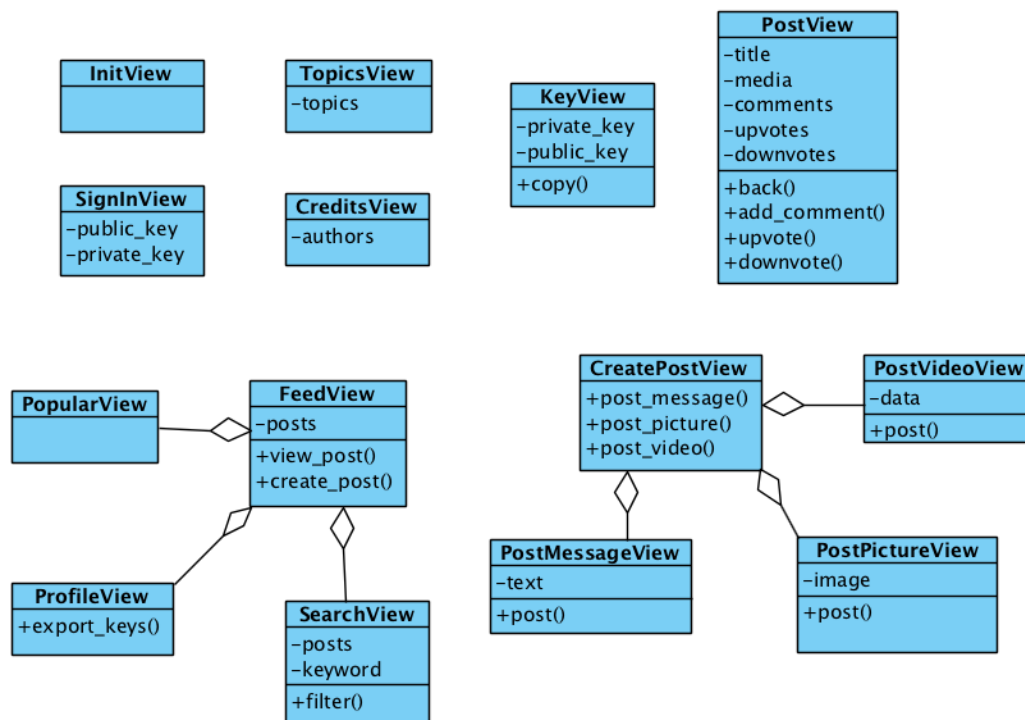 InitView
TopicsView
-topics
KeyView
-private_key
-public_key
+copy()
PostView
-title
-media
-comments
-upvotes
-downvotes
+back()
+add_comment()
+upvote()
+downvote()
SignInView
-public_key
-private_key
CreditsView
-authors
PopularView
FeedView
-posts
+view_post()
+create_post()
CreatePostView
+post_message()
+post_picture()
+post_video()
PostVideoView
-data
+post()
ProfileView
+export_keys()
SearchView
-posts
-keyword
+filter()
PostMessageView
-text
+post()
PostPictureView
-image
+post()